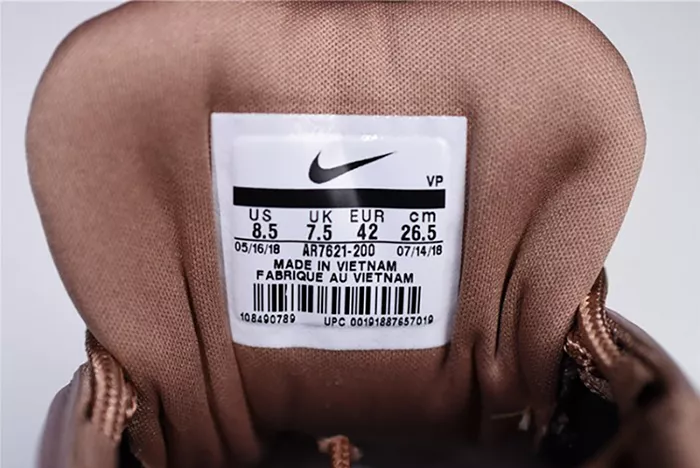 VP
US UK EUR cm
8.5 7.5 42 26.5
05/16/18 AR7621-200 07/14/18
MADE IN VIETNAM
FABRIQUE AU VIETNAM
108490789 UPC 00191887657019